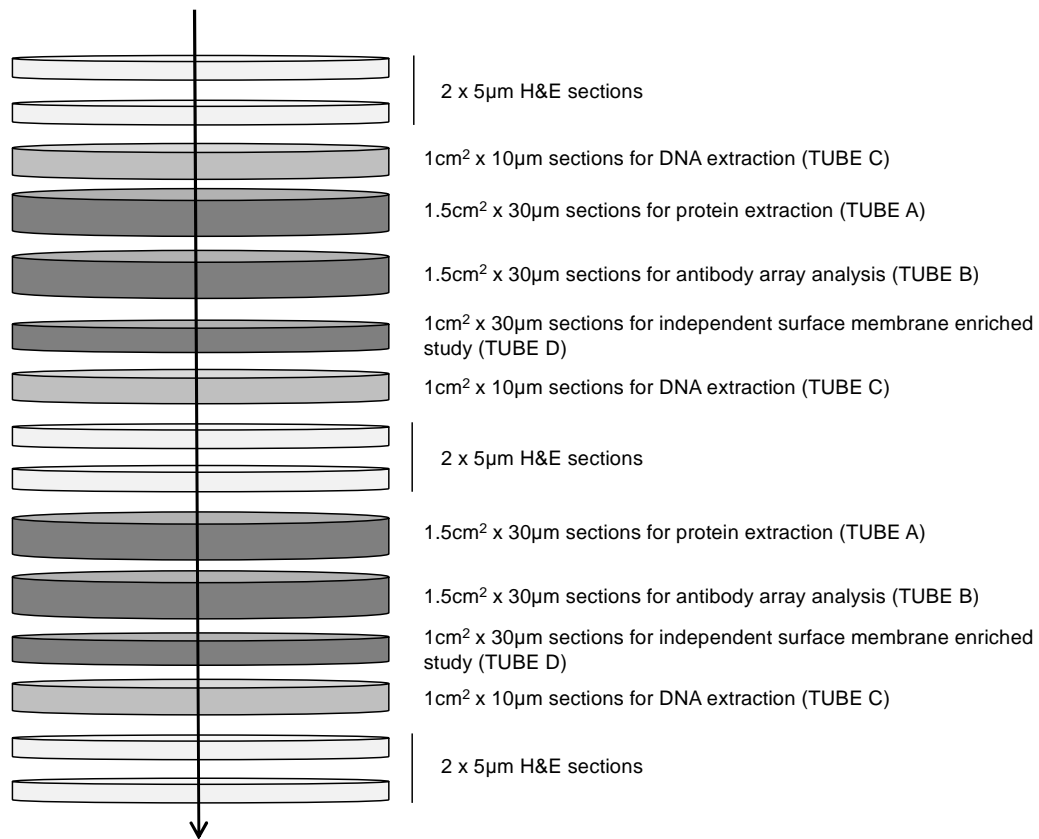 2 x 5µm H&E sections
1cm² x 10µm sections for DNA extraction (TUBE C)
1.5cm² x 30µm sections for protein extraction (TUBE A)
1.5cm² x 30µm sections for antibody array analysis (TUBE B)
1cm² x 30µm sections for independent surface membrane enriched
study (TUBE D)
1cm² x 10µm sections for DNA extraction (TUBE C)
2 x 5µm H&E sections
1.5cm² x 30µm sections for protein extraction (TUBE A)
1.5cm² x 30µm sections for antibody array analysis (TUBE B)
1cm² x 30µm sections for independent surface membrane enriched
study (TUBE D)
1cm² x 10µm sections for DNA extraction (TUBE C)
2 x 5µm H&E sections